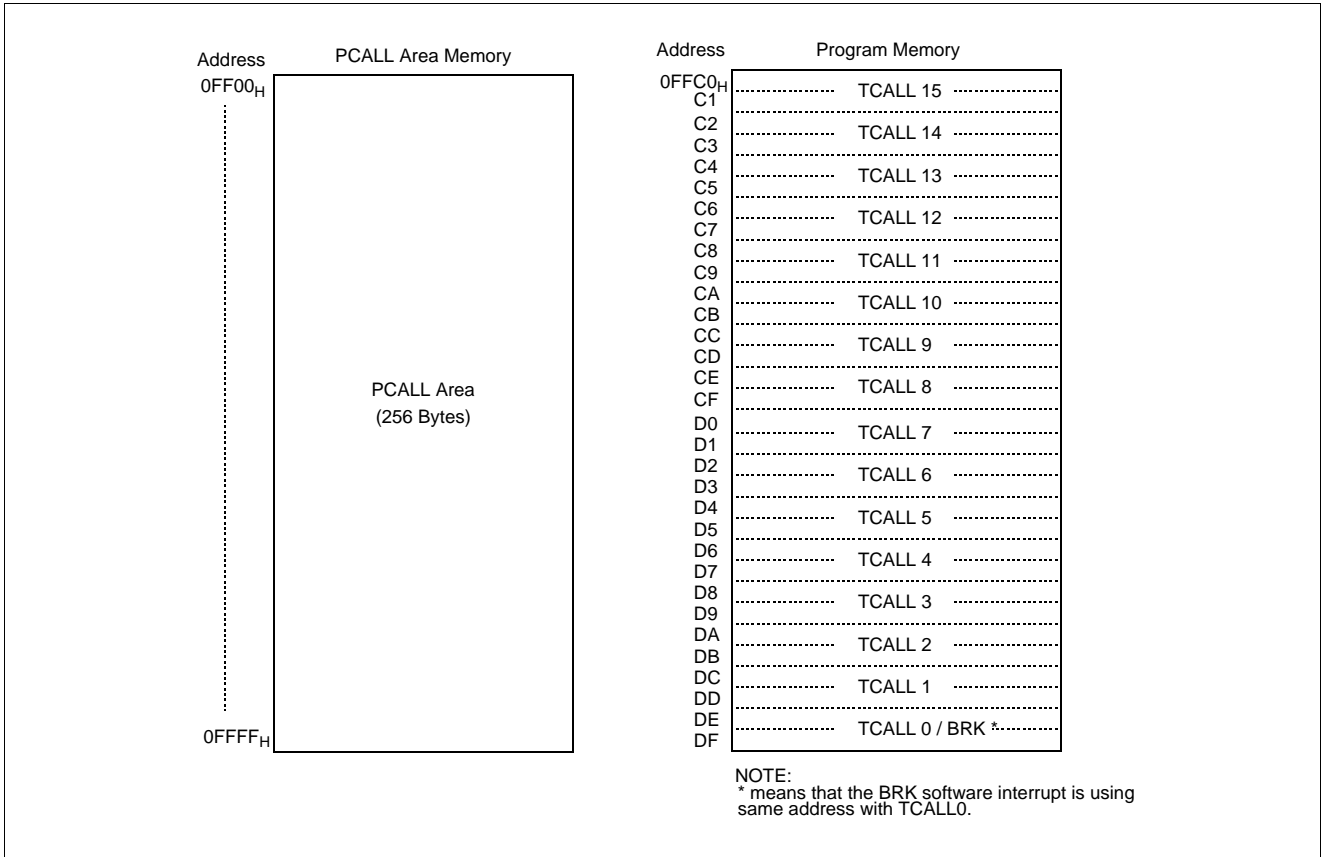 Address PCALL Area Memory
0FF00H
PCALL Area
(256 Bytes)
0FFFFH
Address Program Memory
0FFC0H
C1
TCALL 15
C2
C3
TCALL 14
C4
C5
TCALL 13
C6
C7
TCALL 12
C8
C9
TCALL 11
CA
CB
TCALL 10
CC
CD
TCALL 9
CE
CF
TCALL 8
D0
D1
TCALL 7
D2
D3
TCALL 6
D4
D5
TCALL 5
D6
D7
TCALL 4
D8
D9
TCALL 3
DA
DB
TCALL 2
DC
DD
TCALL 1
DE
DF
TCALL 0 / BRK *
NOTE:
* means that the BRK software interrupt is using
same address with TCALL0.